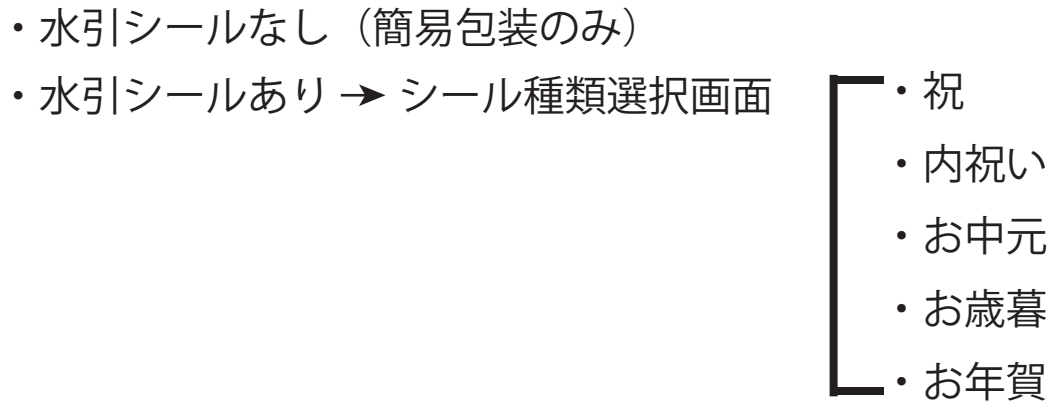 ・水引シールなし（簡易包装のみ）
・水引シールあり → シール種類選択画面
・祝
・内祝い
・お中元
・お歳暮
・お年賀